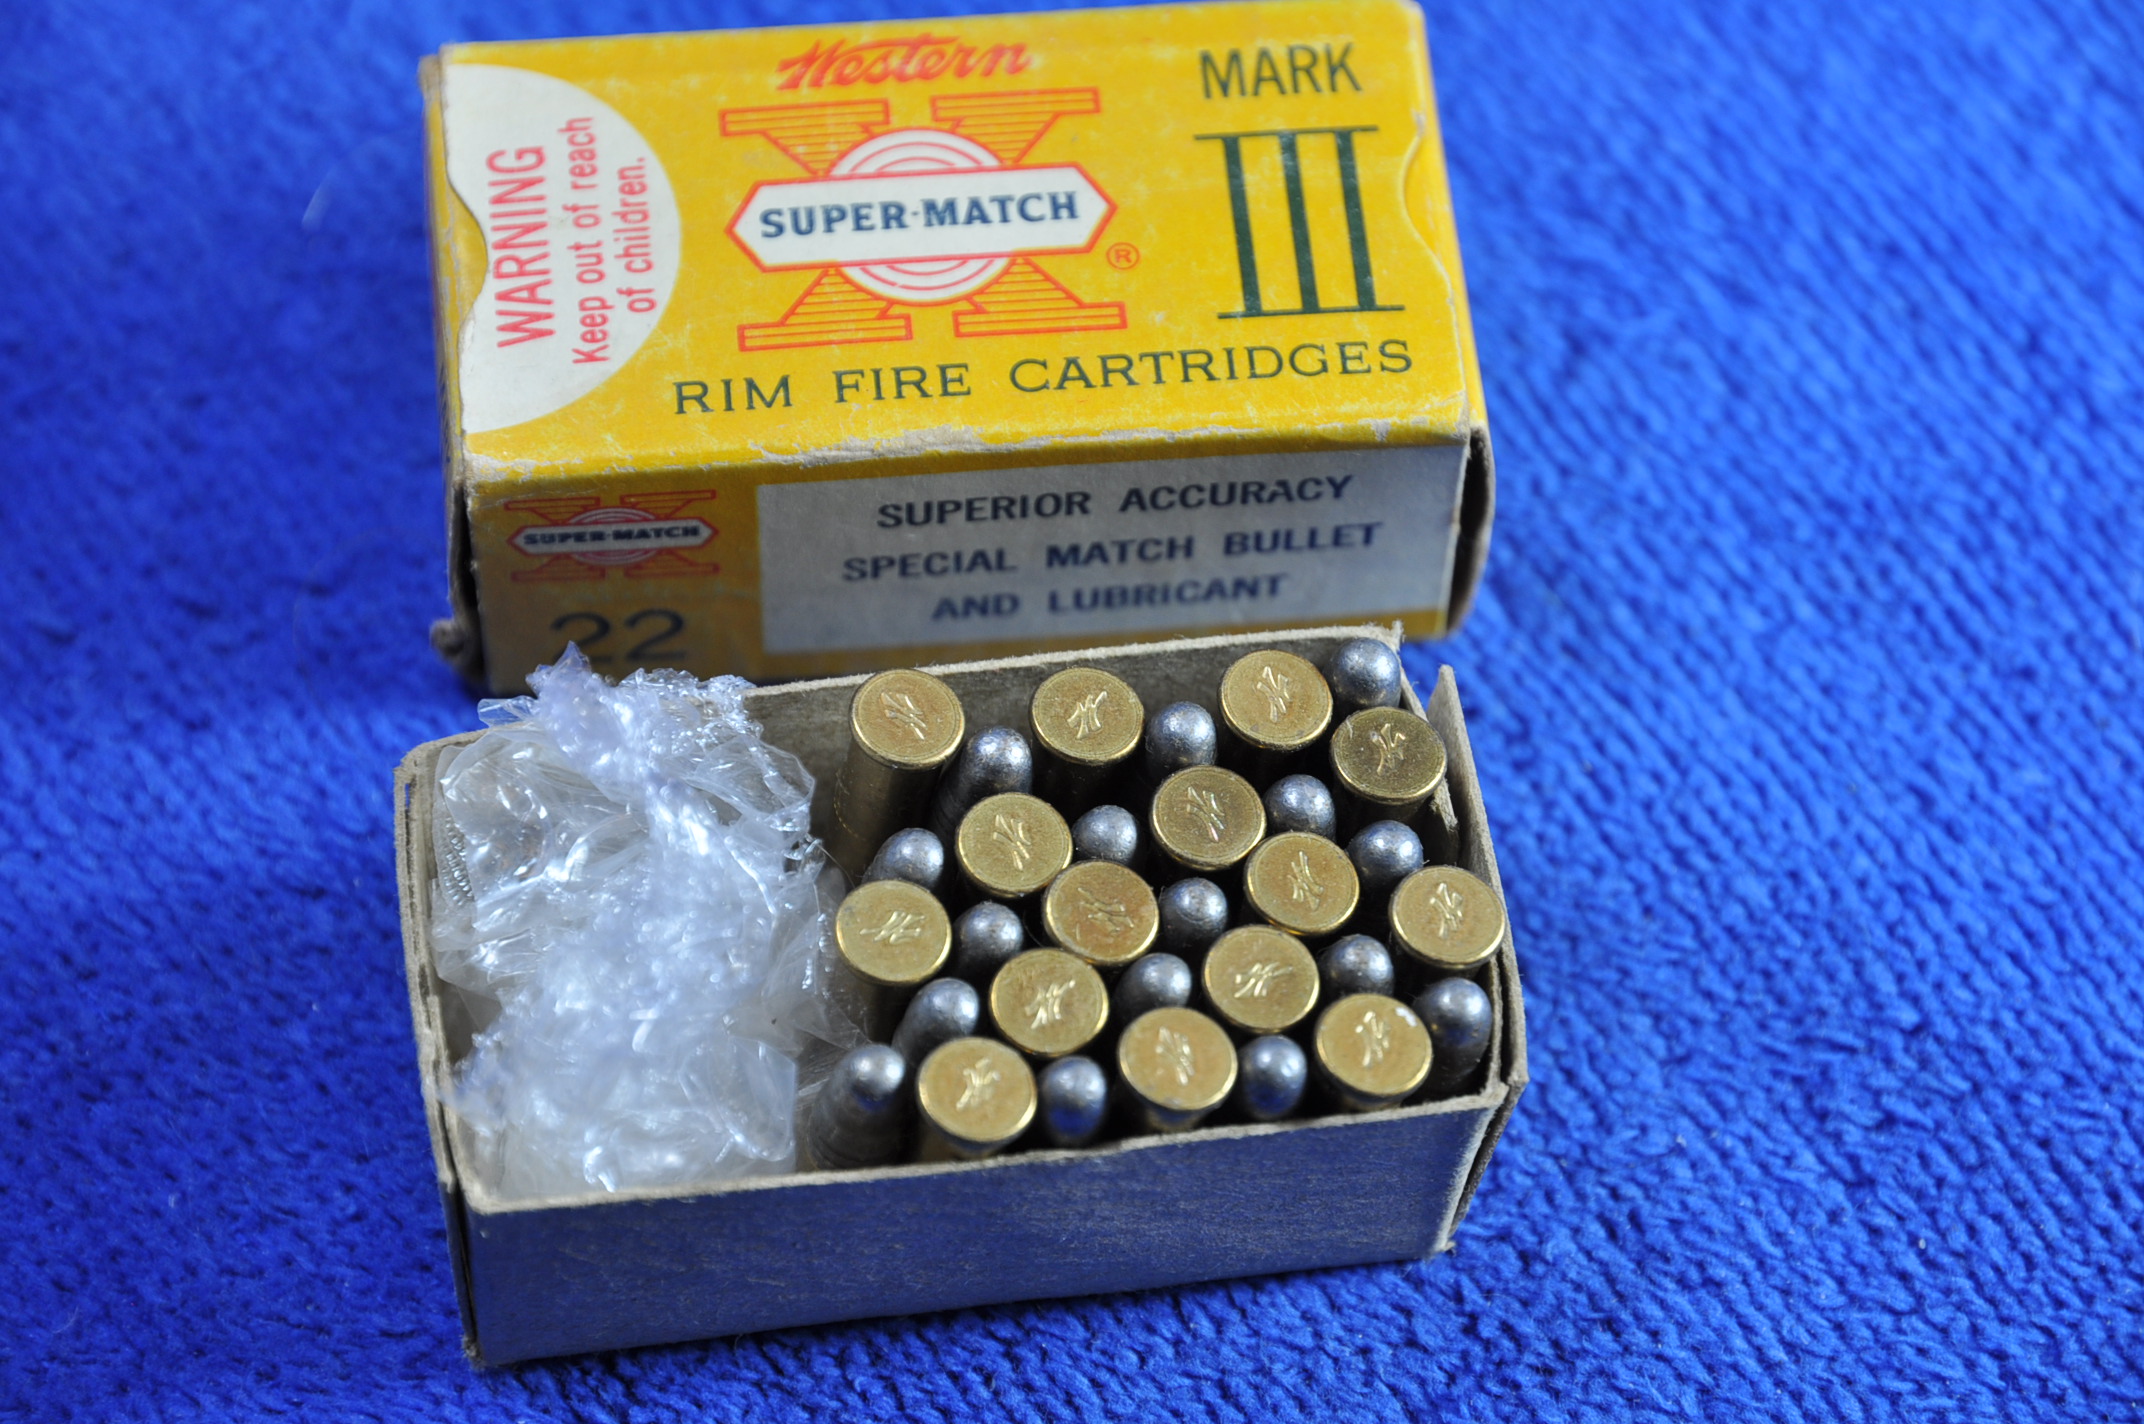 Western
SUPER-MATCH
®
MARK
III
RIM FIRE CARTRIDGES
WARNING
Keep out of reach
of children.
SUPER-MATCH
22
SUPERIOR ACCURACY
SPECIAL MATCH BULLET
AND LUBRICANT